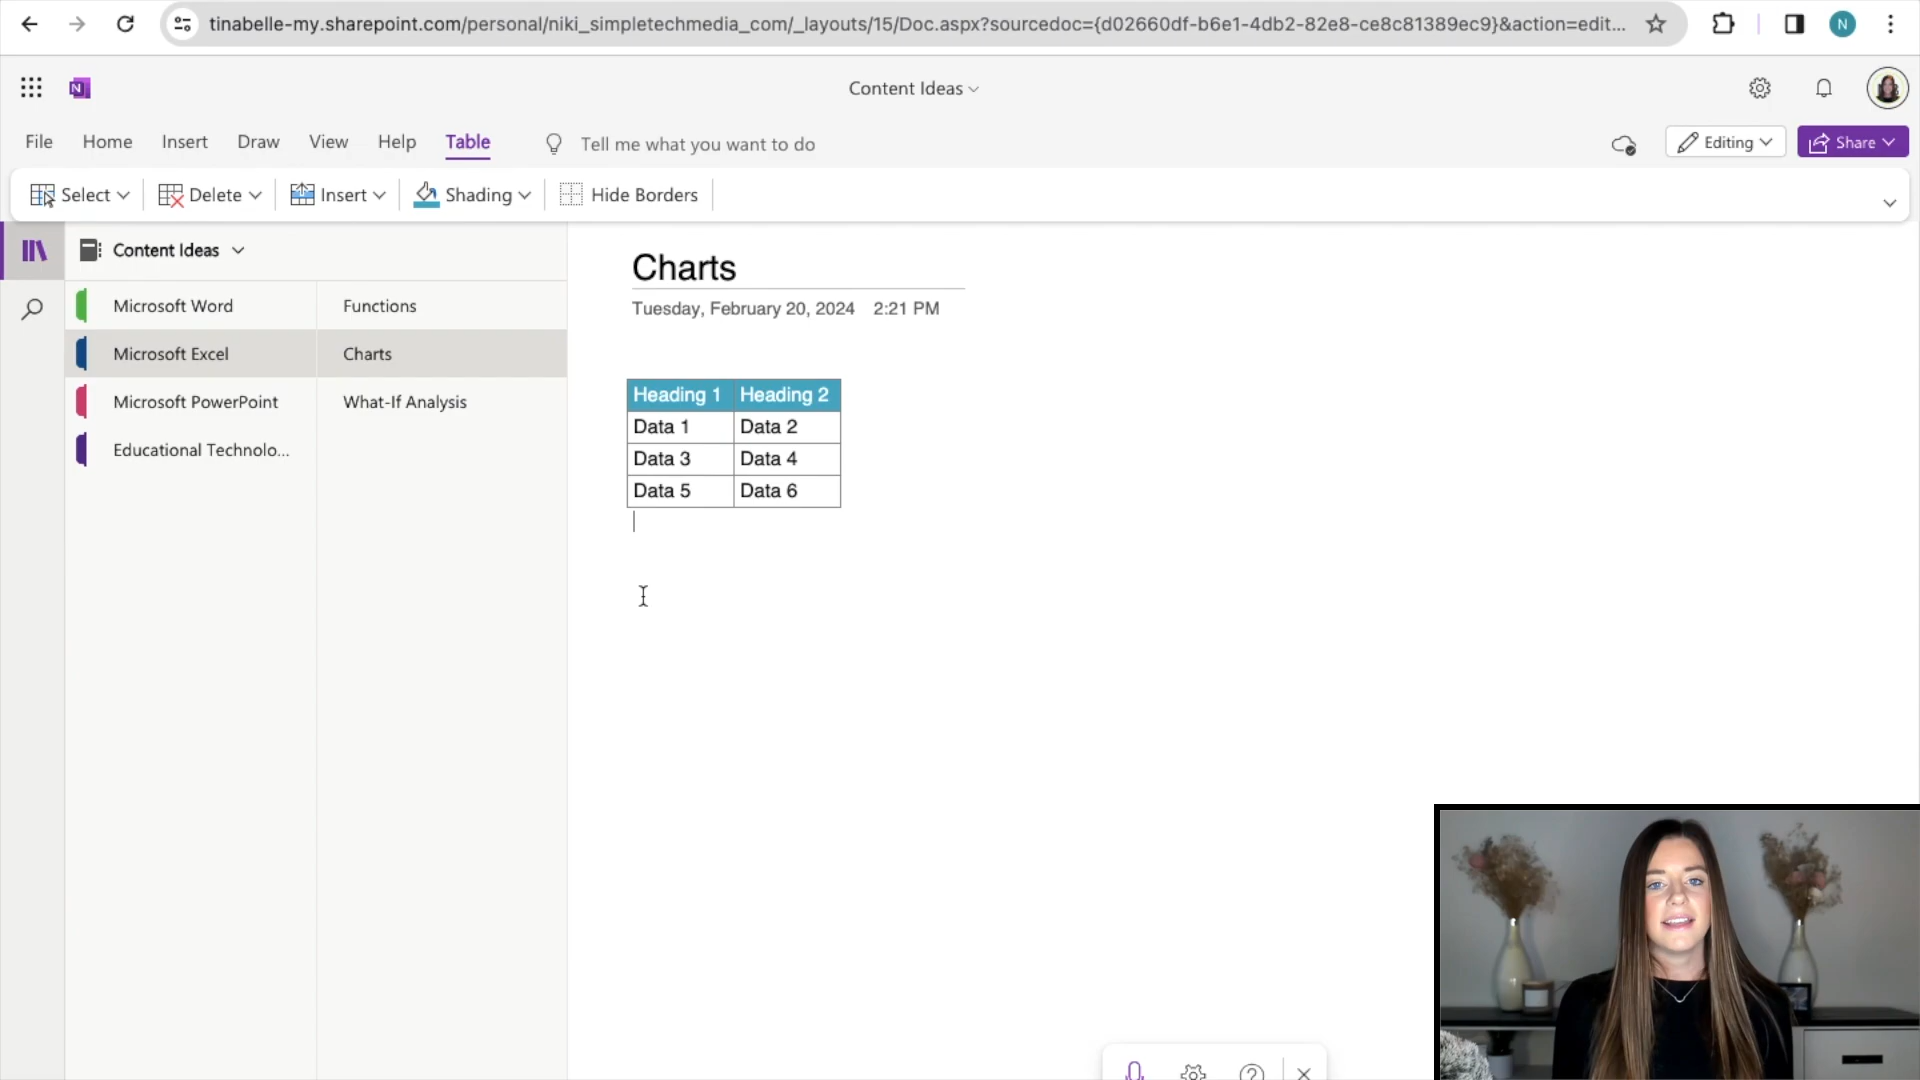 tinabelle-my.sharepoint.com/personal/niki_simpletechmedia_com/_layouts/15/Doc.aspx?sourcedoc={d02660df-b6e1-4db2-82e8-ce8c81389ec9}&action=edit...
N
N
Content Ideas
File Home Insert Draw View Help Table Tell me what you want to do Editing Share
Select Delete Insert Shading Hide Borders
Content Ideas
Microsoft Word
Microsoft Excel
Microsoft PowerPoint
Educational Technolo...
Functions
Charts
What-If Analysis
Charts
Tuesday, February 20, 2024 2:21 PM
Heading 1 Heading 2
Data 1 Data 2
Data 3 Data 4
Data 5 Data 6